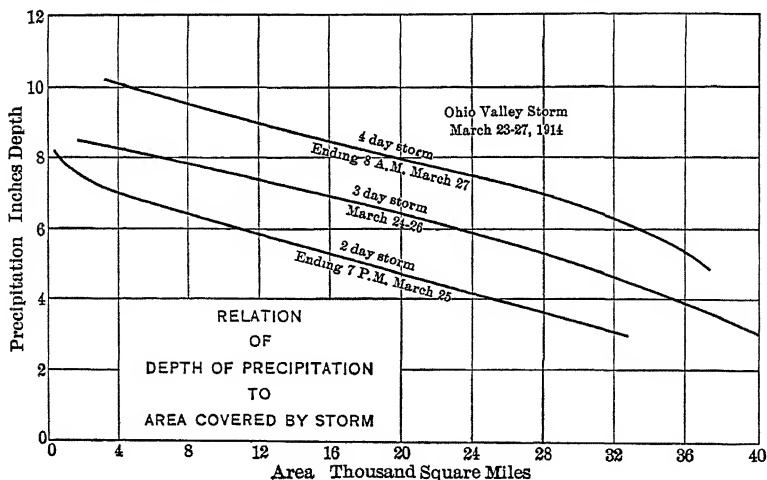 12
10
8
6
4
2
0
Precipitation Inches Depth
Ohio Valley Storm
March 23-27, 1914
4 day storm
Ending 8 A.M. March 27
3 day storm
March 24-26
2 day storm
Ending 7 P.M. March 25
RELATION
OF
DEPTH OF PRECIPITATION
TO
AREA COVERED BY STORM
0 4 8 12 16 20 24 28 32 36 40
Area Thousand Square Miles